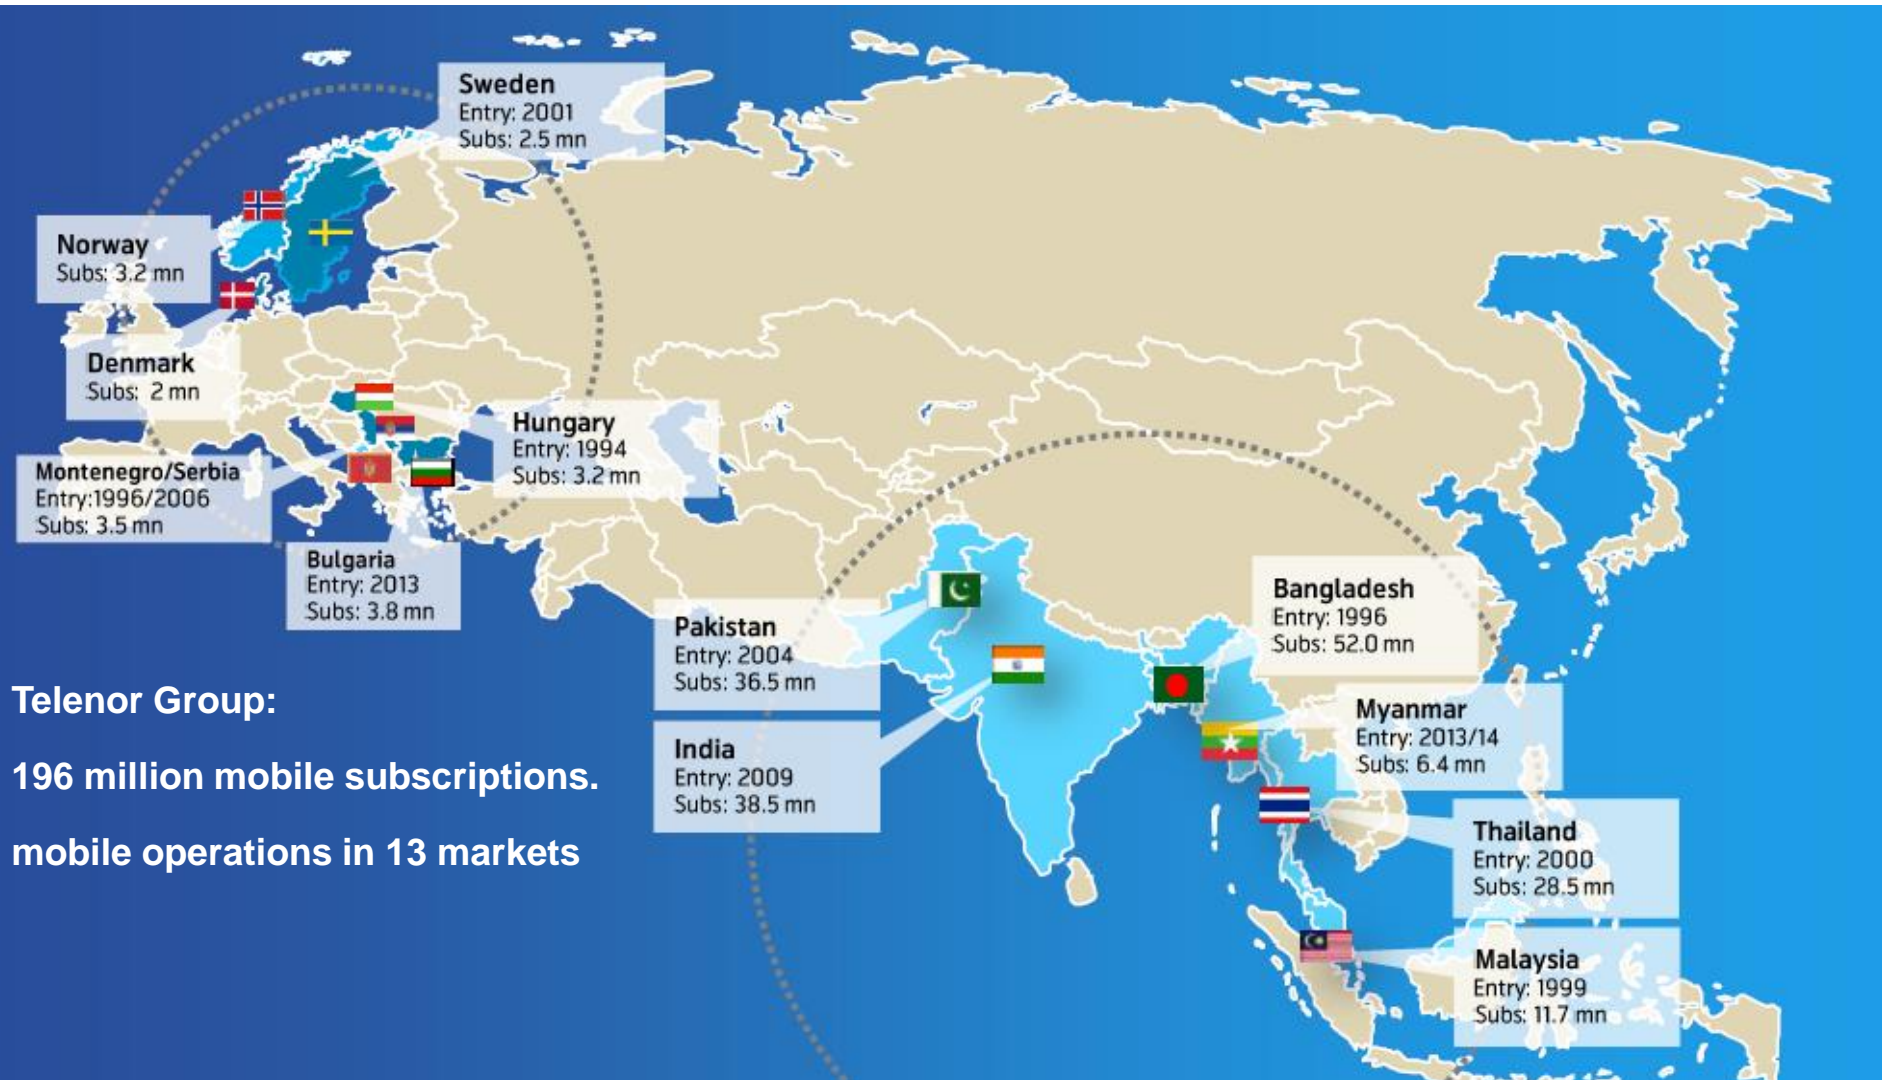 Sweden
Entry: 2001
Subs: 2.5 mn
Norway
Subs: 3.2 mn
Denmark
Subs: 2 mn
Hungary
Entry: 1994
Subs: 3.2 mn
Montenegro/Serbia
Entry:1996/2006
Subs: 3.5 mn
Bulgaria
Entry: 2013
Subs: 3.8 mn
Pakistan
Entry: 2004
Subs: 36.5 mn
India
Entry: 2009
Subs: 38.5 mn
Bangladesh
Entry: 1996
Subs: 52.0 mn
Myanmar
Entry: 2013/14
Subs: 6.4 mn
Thailand
Entry: 2000
Subs: 28.5 mn
Malaysia
Entry: 1999
Subs: 11.7 mn
Telenor Group:
196 million mobile subscriptions.
mobile operations in 13 markets